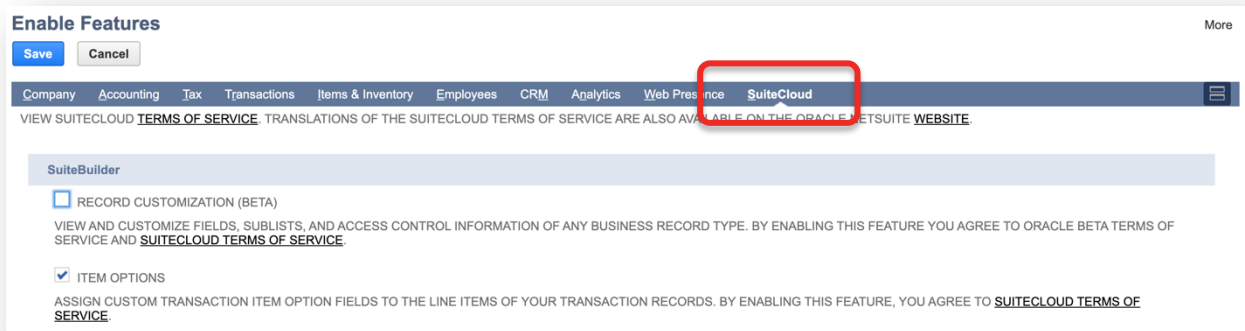 Enable Features
More
Save Cancel
Company Accounting Tax Transactions Items & Inventory Employees CRM Analytics Web Presence SuiteCloud
VIEW SUITECLOUD TERMS OF SERVICE. TRANSLATIONS OF THE SUITECLOUD TERMS OF SERVICE ARE ALSO AVAILABLE ON THE ORACLE NETSUITE WEBSITE.
SuiteBuilder
RECORD CUSTOMIZATION (BETA)
VIEW AND CUSTOMIZE FIELDS, SUBLISTS, AND ACCESS CONTROL INFORMATION OF ANY BUSINESS RECORD TYPE. BY ENABLING THIS FEATURE YOU AGREE TO ORACLE BETA TERMS OF
SERVICE AND SUITECLOUD TERMS OF SERVICE.
ITEM OPTIONS
ASSIGN CUSTOM TRANSACTION ITEM OPTION FIELDS TO THE LINE ITEMS OF YOUR TRANSACTION RECORDS. BY ENABLING THIS FEATURE, YOU AGREE TO SUITECLOUD TERMS OF
SERVICE.